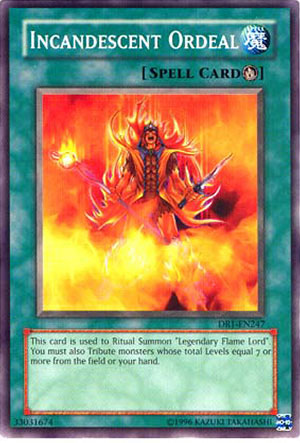 INCANDESCENT ORDEAL
[SPELL CARD]
DR1-EN247
This card is used to Ritual Summon "Legendary Flame Lord".
You must also Tribute monsters whose total Levels equal 7 or
more from the field or your hand.
33031674
©1996 KAZUKI TAKAHASHI